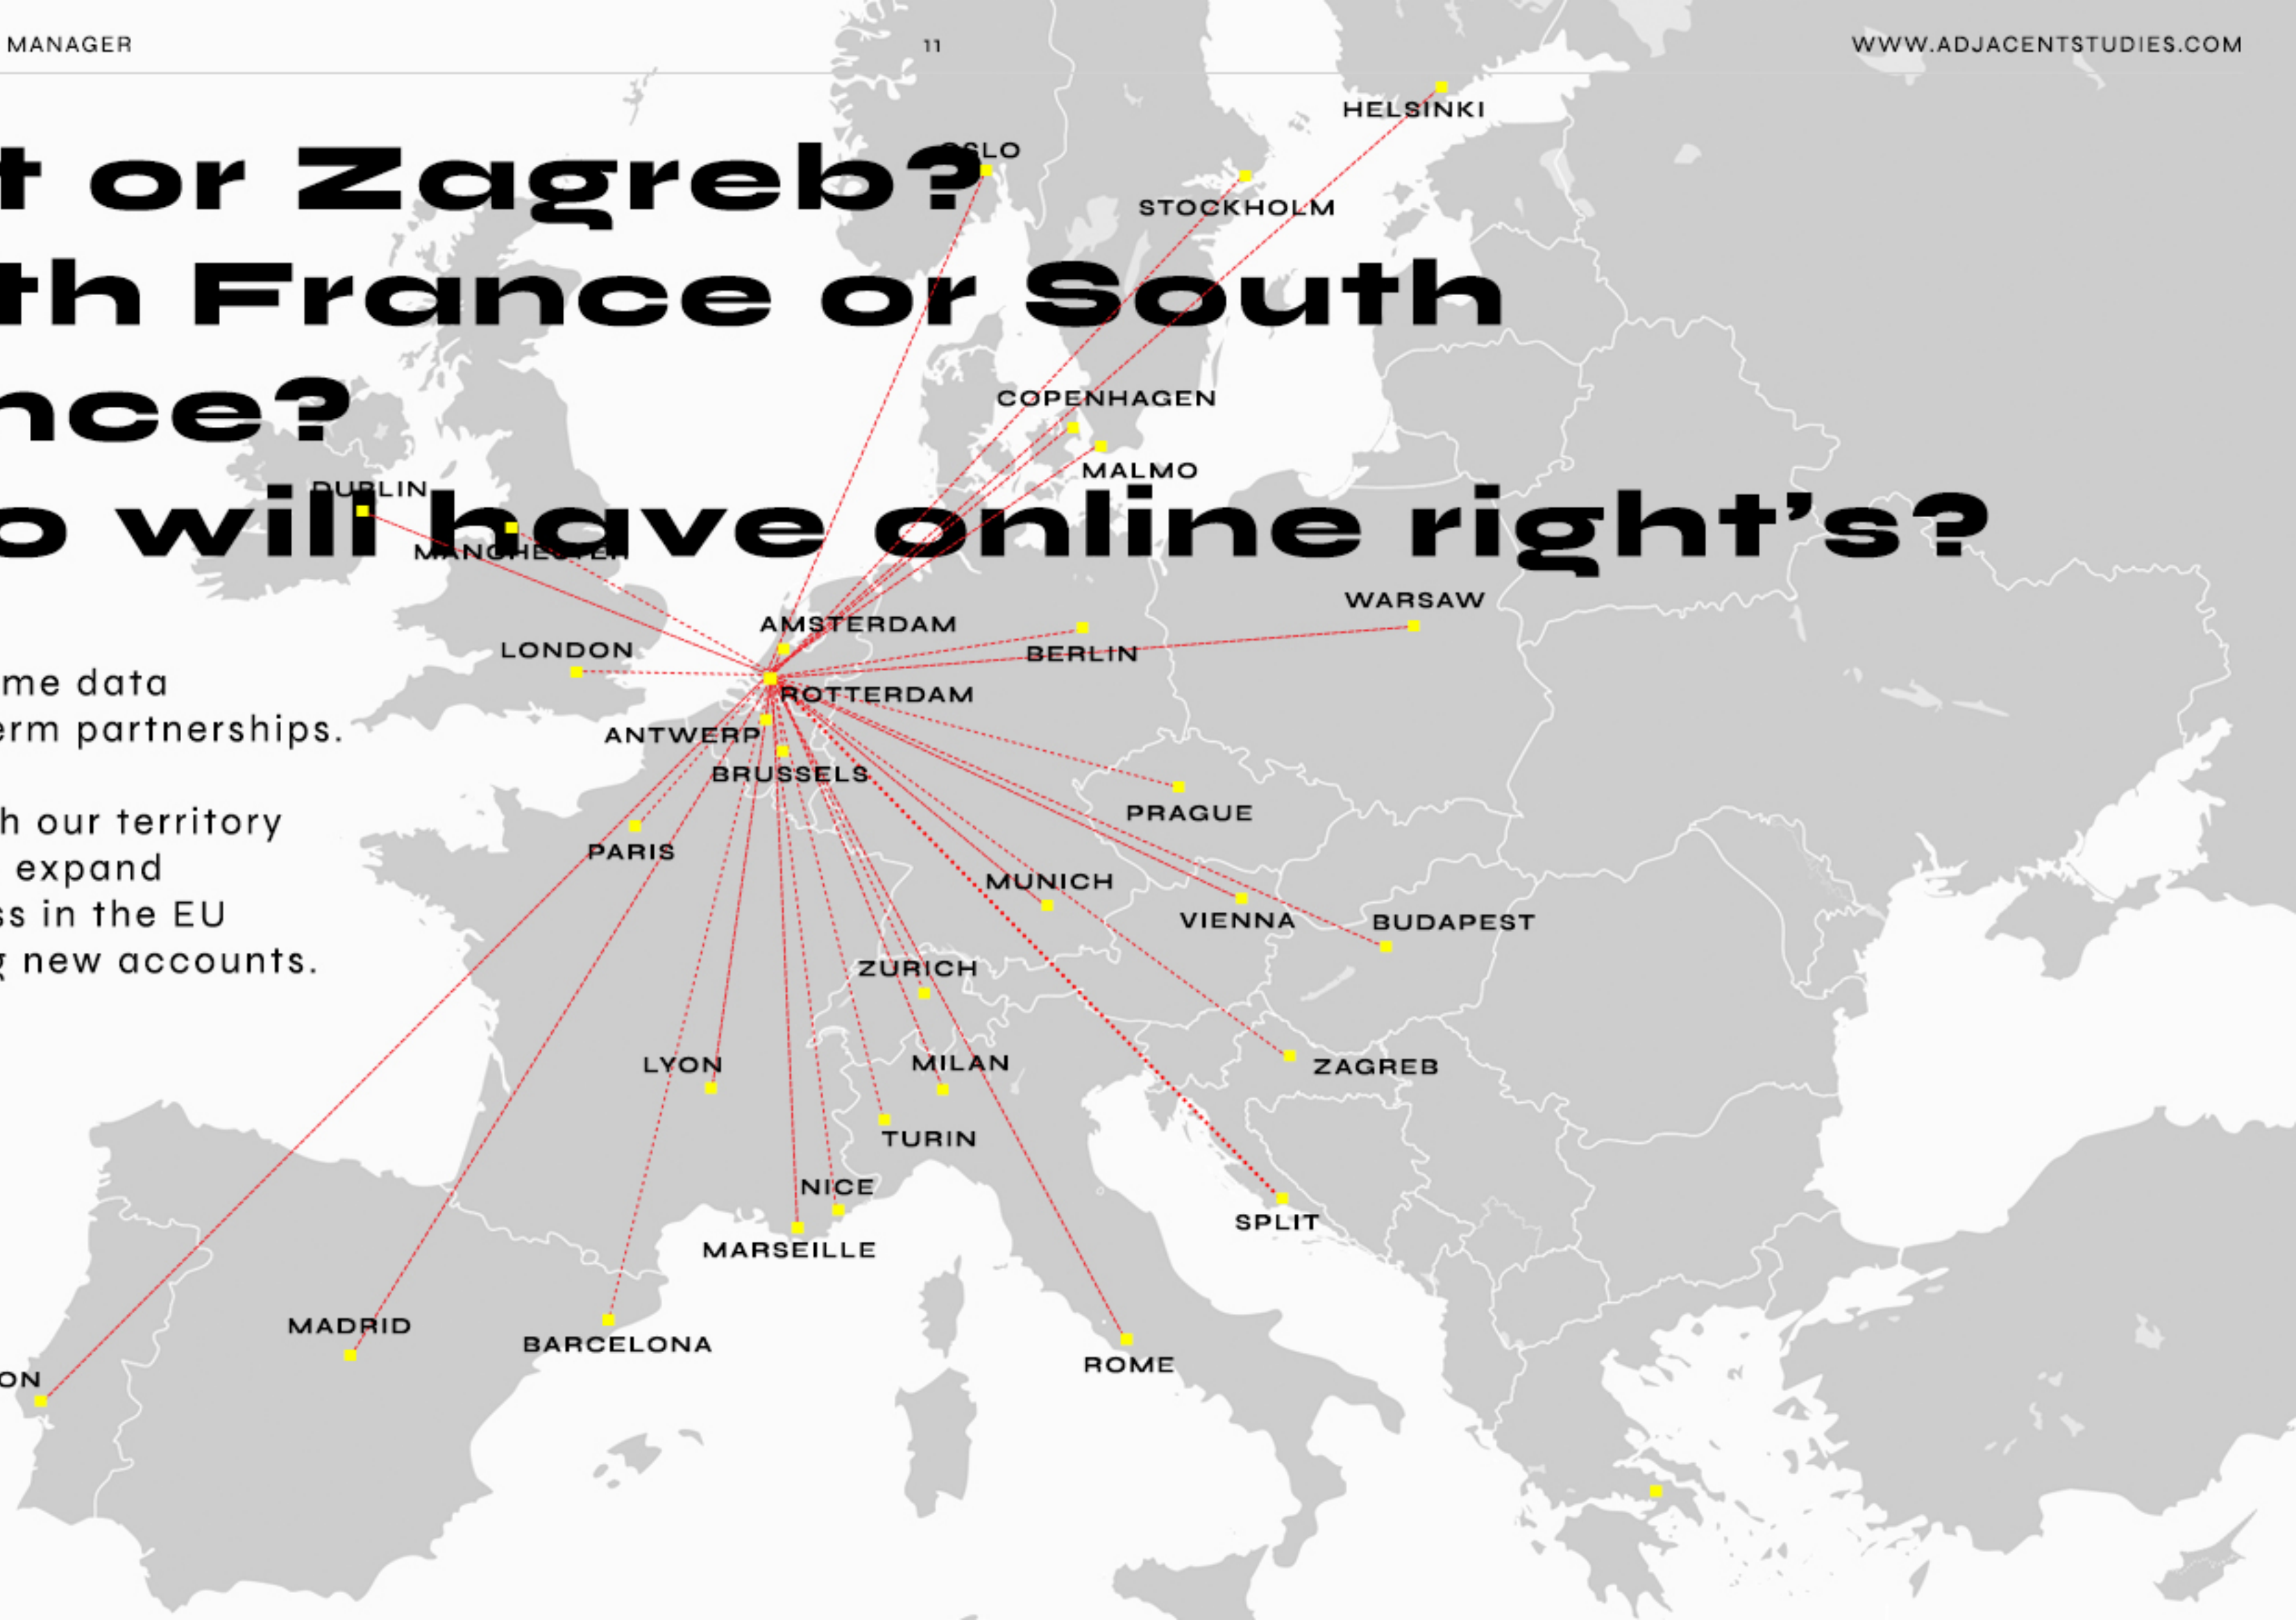 MANAGER
11
WWW.ADJACENTSTUDIES.COM
HELSINKI
OSLO
t or Zagreb?
STOCKHOLM
th France or South
nce?
COPENHAGEN
MALMO
DUBLIN
o will have online right's?
MANCHESTER
WARSAW
AMSTERDAM
LONDON
BERLIN
me data
ROTTERDAM
erm partnerships.
ANTWERP
BRUSSELS
PRAGUE
h our territory
PARIS
expand
MUNICH
ss in the EU
VIENNA
BUDAPEST
g new accounts.
ZURICH
LYON
MILAN
ZAGREB
TURIN
NICE
SPLIT
MARSEILLE
MADRID
BARCELONA
ROME
ON